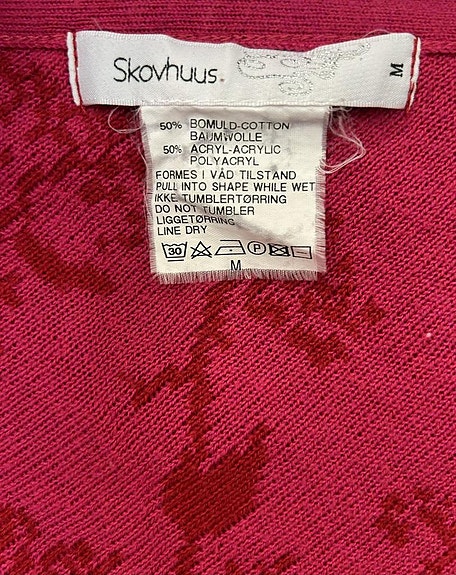 Skovhuus.
M
50% BOMULD-COTTON
BAUMWOLLE
50% ACRYL-ACRYLIC
POLYACRYL
FORMES I VÅD TILSTAND
PULL INTO SHAPE WHILE WET
IKKE TUMBLERTØRRING
DO NOT TUMBLER
LIGGETØRRING
LINE DRY
30 P
M